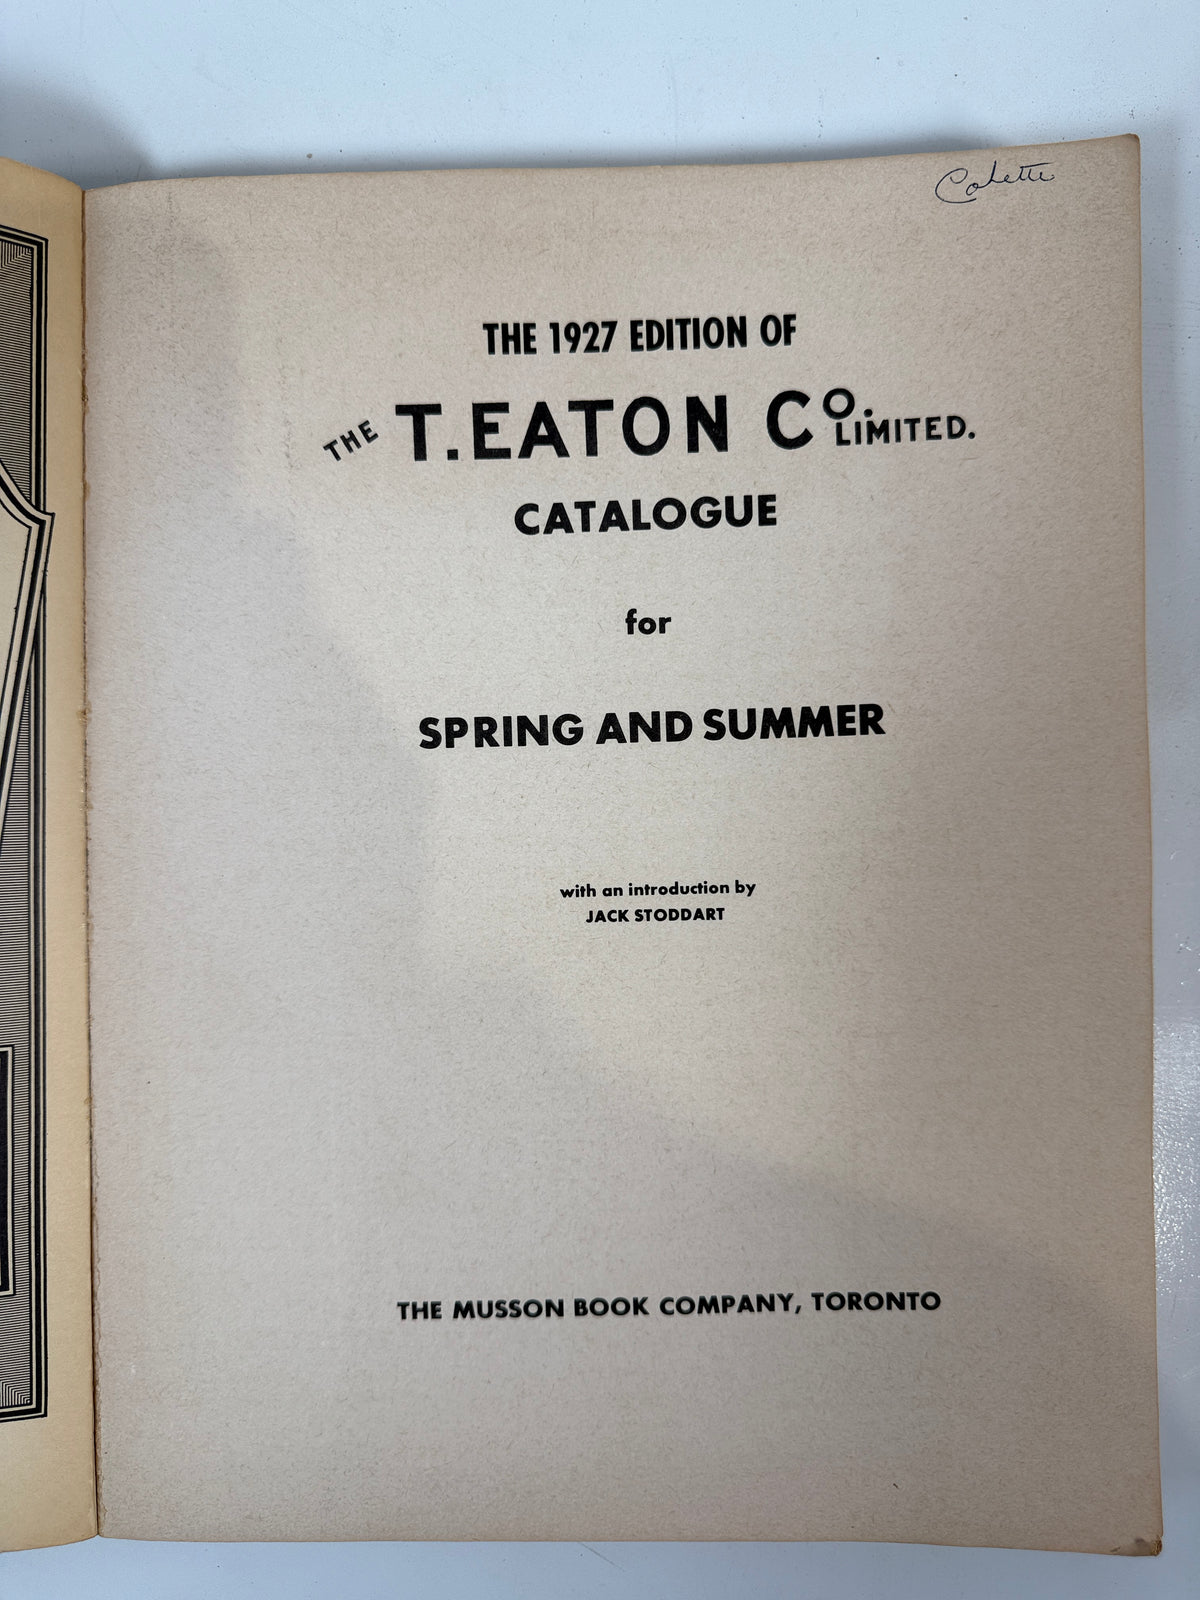 Colette
THE 1927 EDITION OF
THE T. EATON Co. LIMITED.
CATALOGUE
for
SPRING AND SUMMER
with an introduction by
JACK STODDART
THE MUSSON BOOK COMPANY, TORONTO